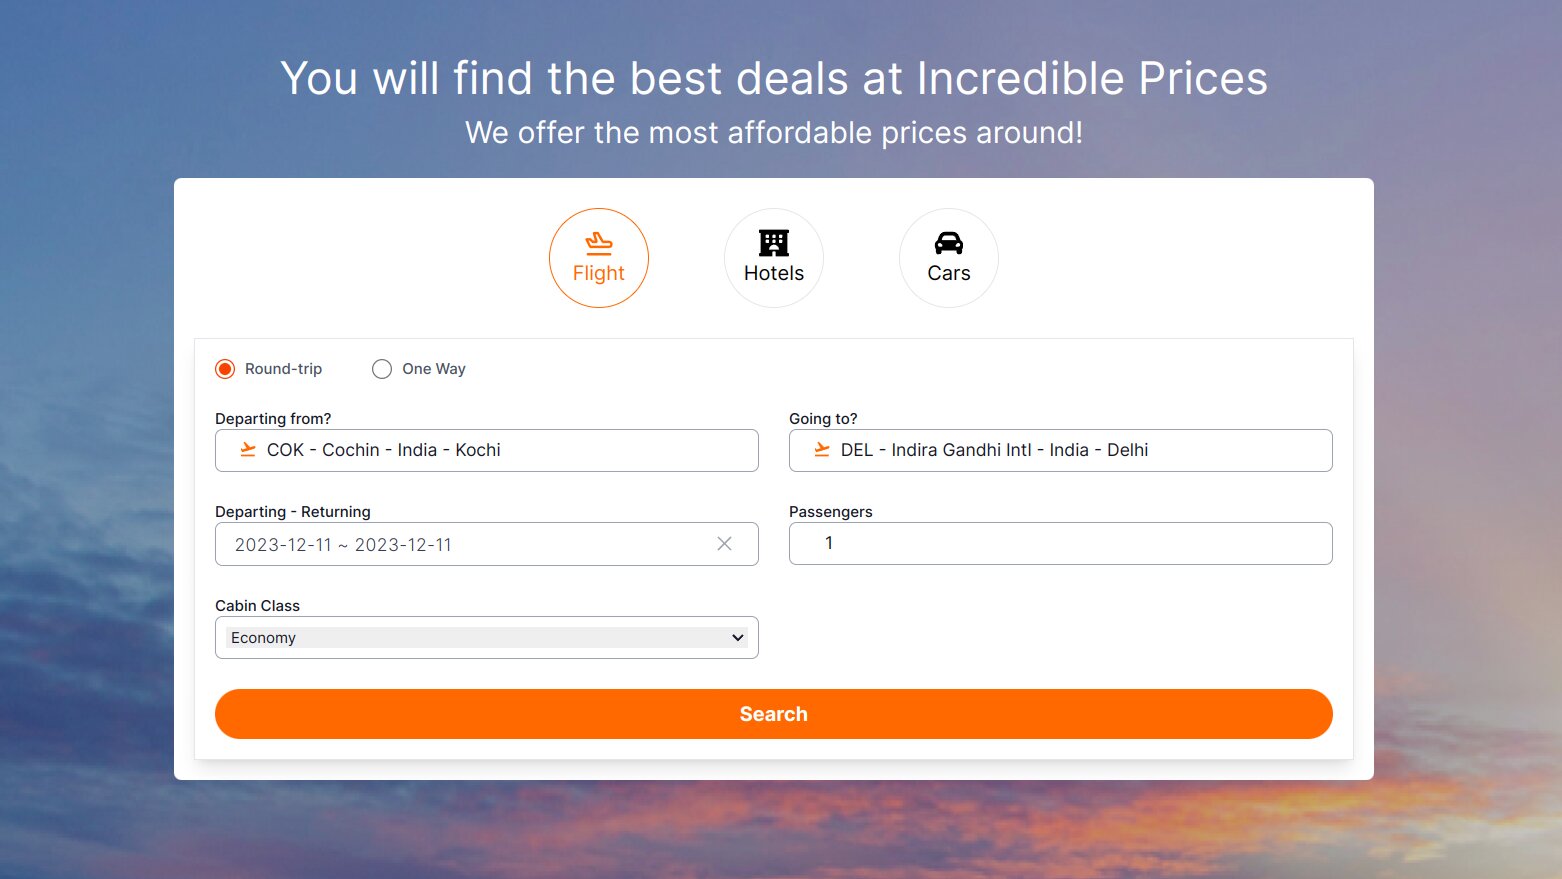 You will find the best deals at Incredible Prices
We offer the most affordable prices around!
Flight
Hotels
Cars
Round-trip
One Way
Departing from?
Going to?
COK - Cochin - India - Kochi
DEL - Indira Gandhi Intl - India - Delhi
Departing - Returning
Passengers
2023-12-11 ~ 2023-12-11
1
Cabin Class
Economy
Search